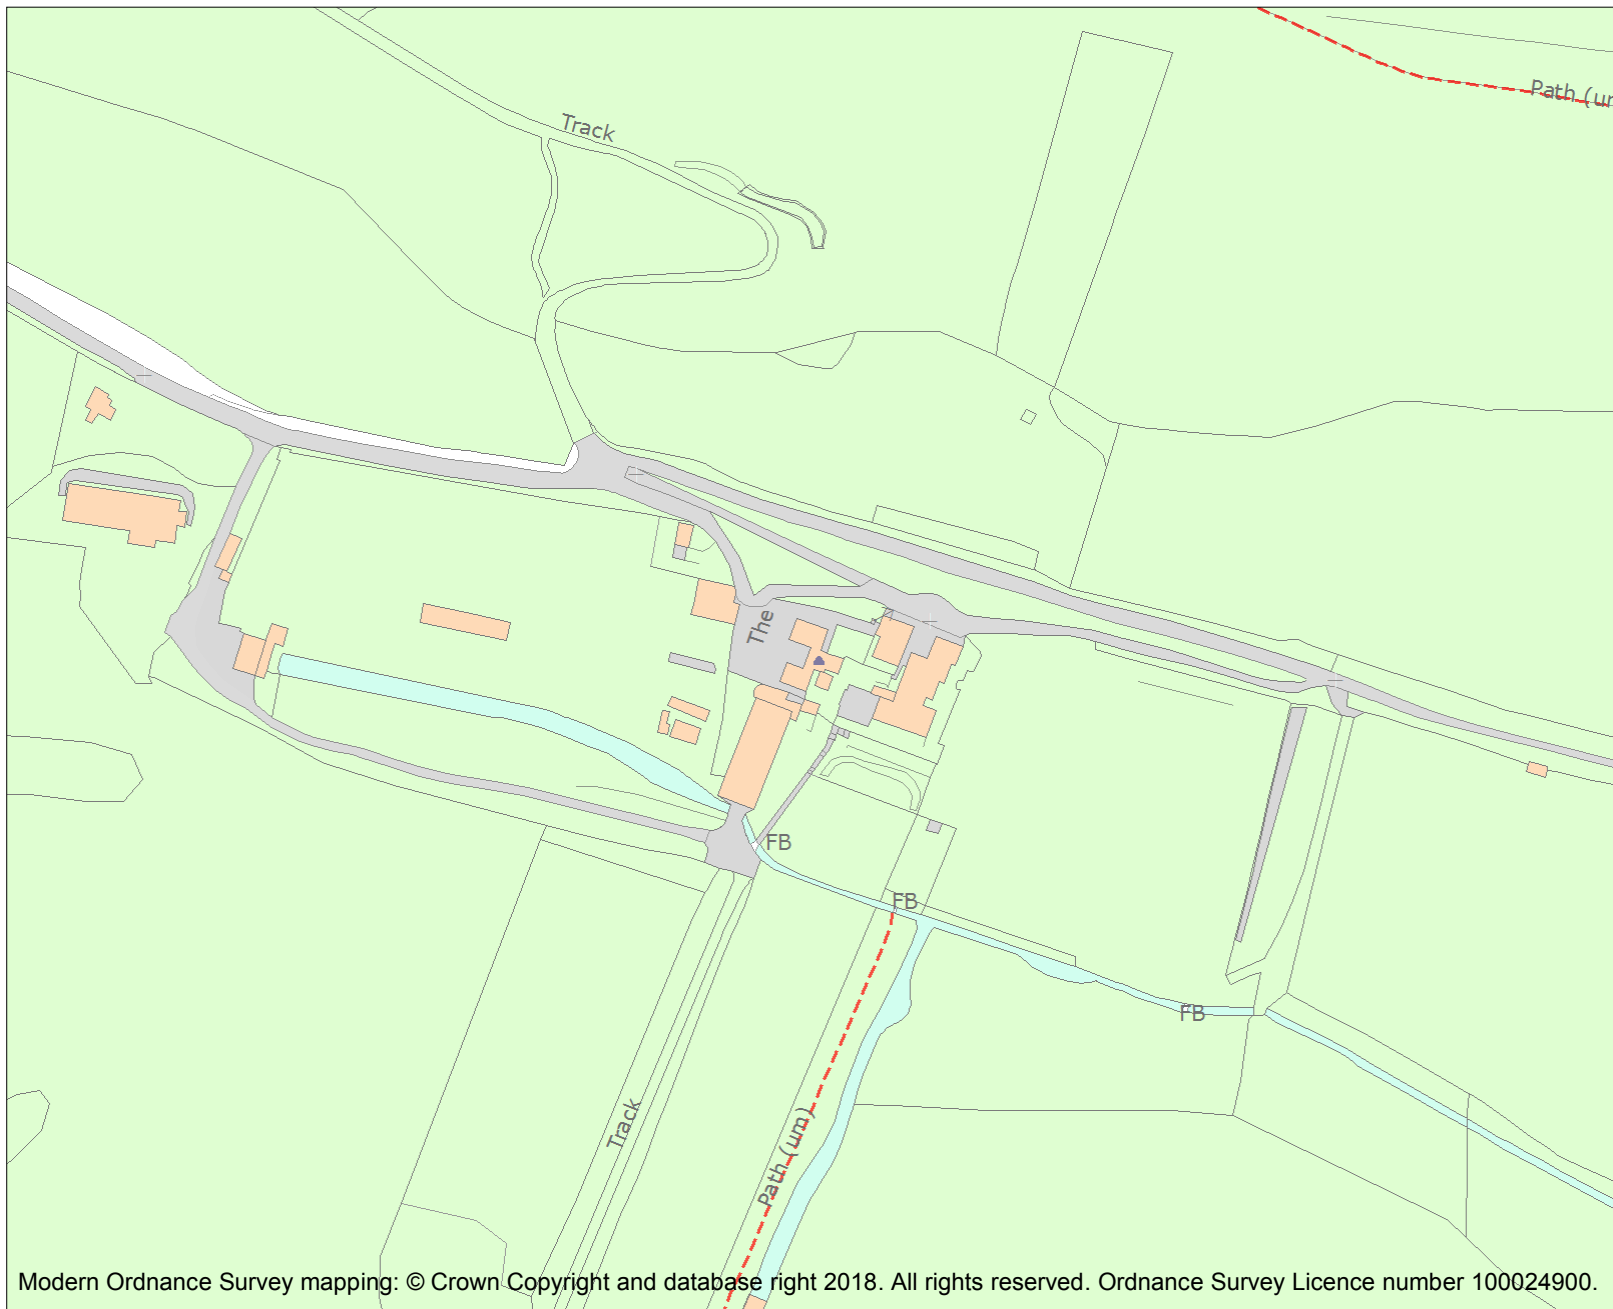 Path (um
Track
The
FB
FB
FB
Track
Path (um)
Modern Ordnance Survey mapping: © Crown Copyright and database right 2018. All rights reserved. Ordnance Survey Licence number 100024900.